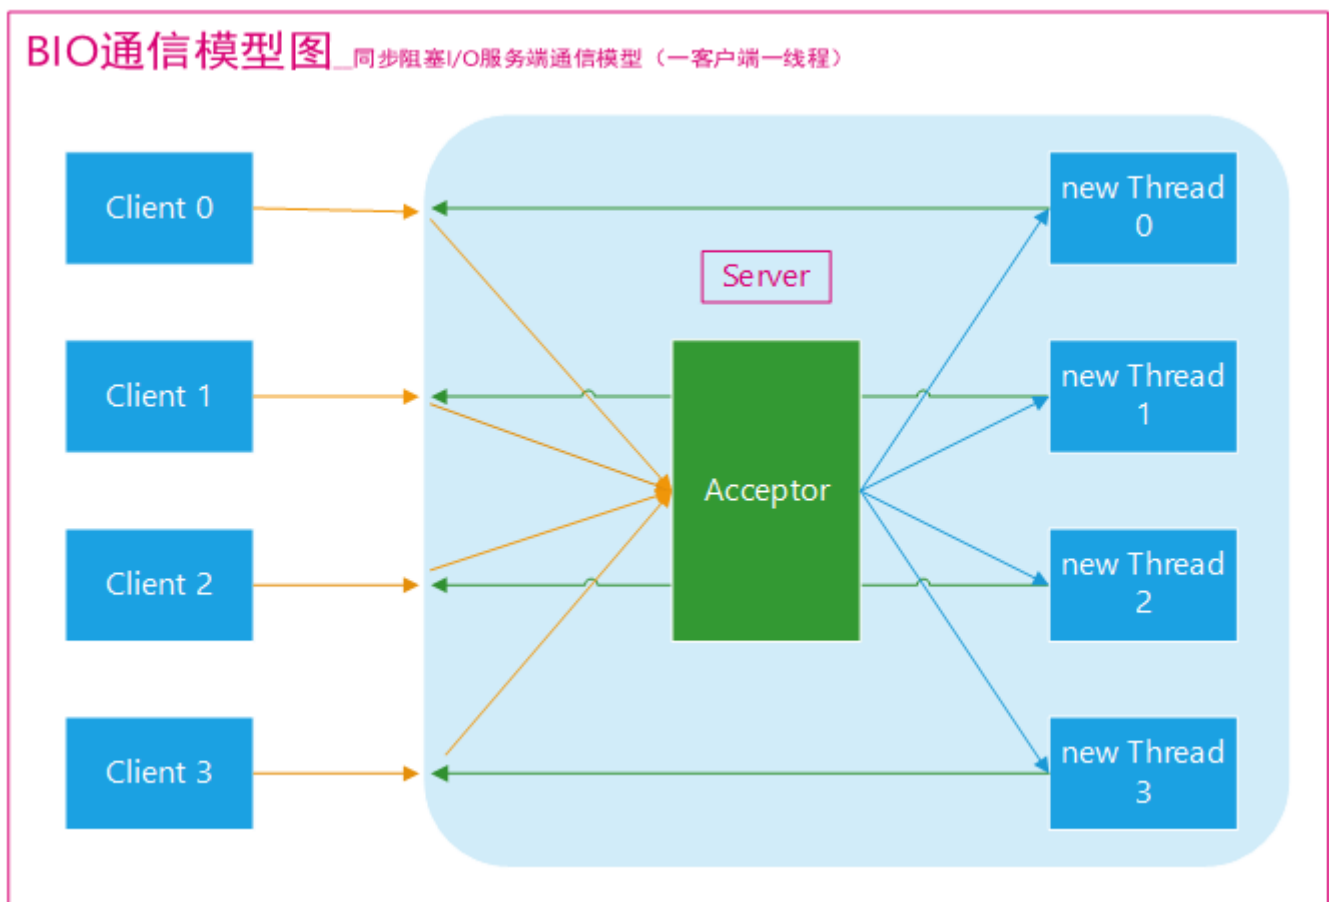 BIO通信模型图_同步阻塞I/O服务端通信模型（一客户端一线程）
Client 0
new Thread
0
Server
Client 1
new Thread
1
Acceptor
Client 2
new Thread
2
Client 3
new Thread
3